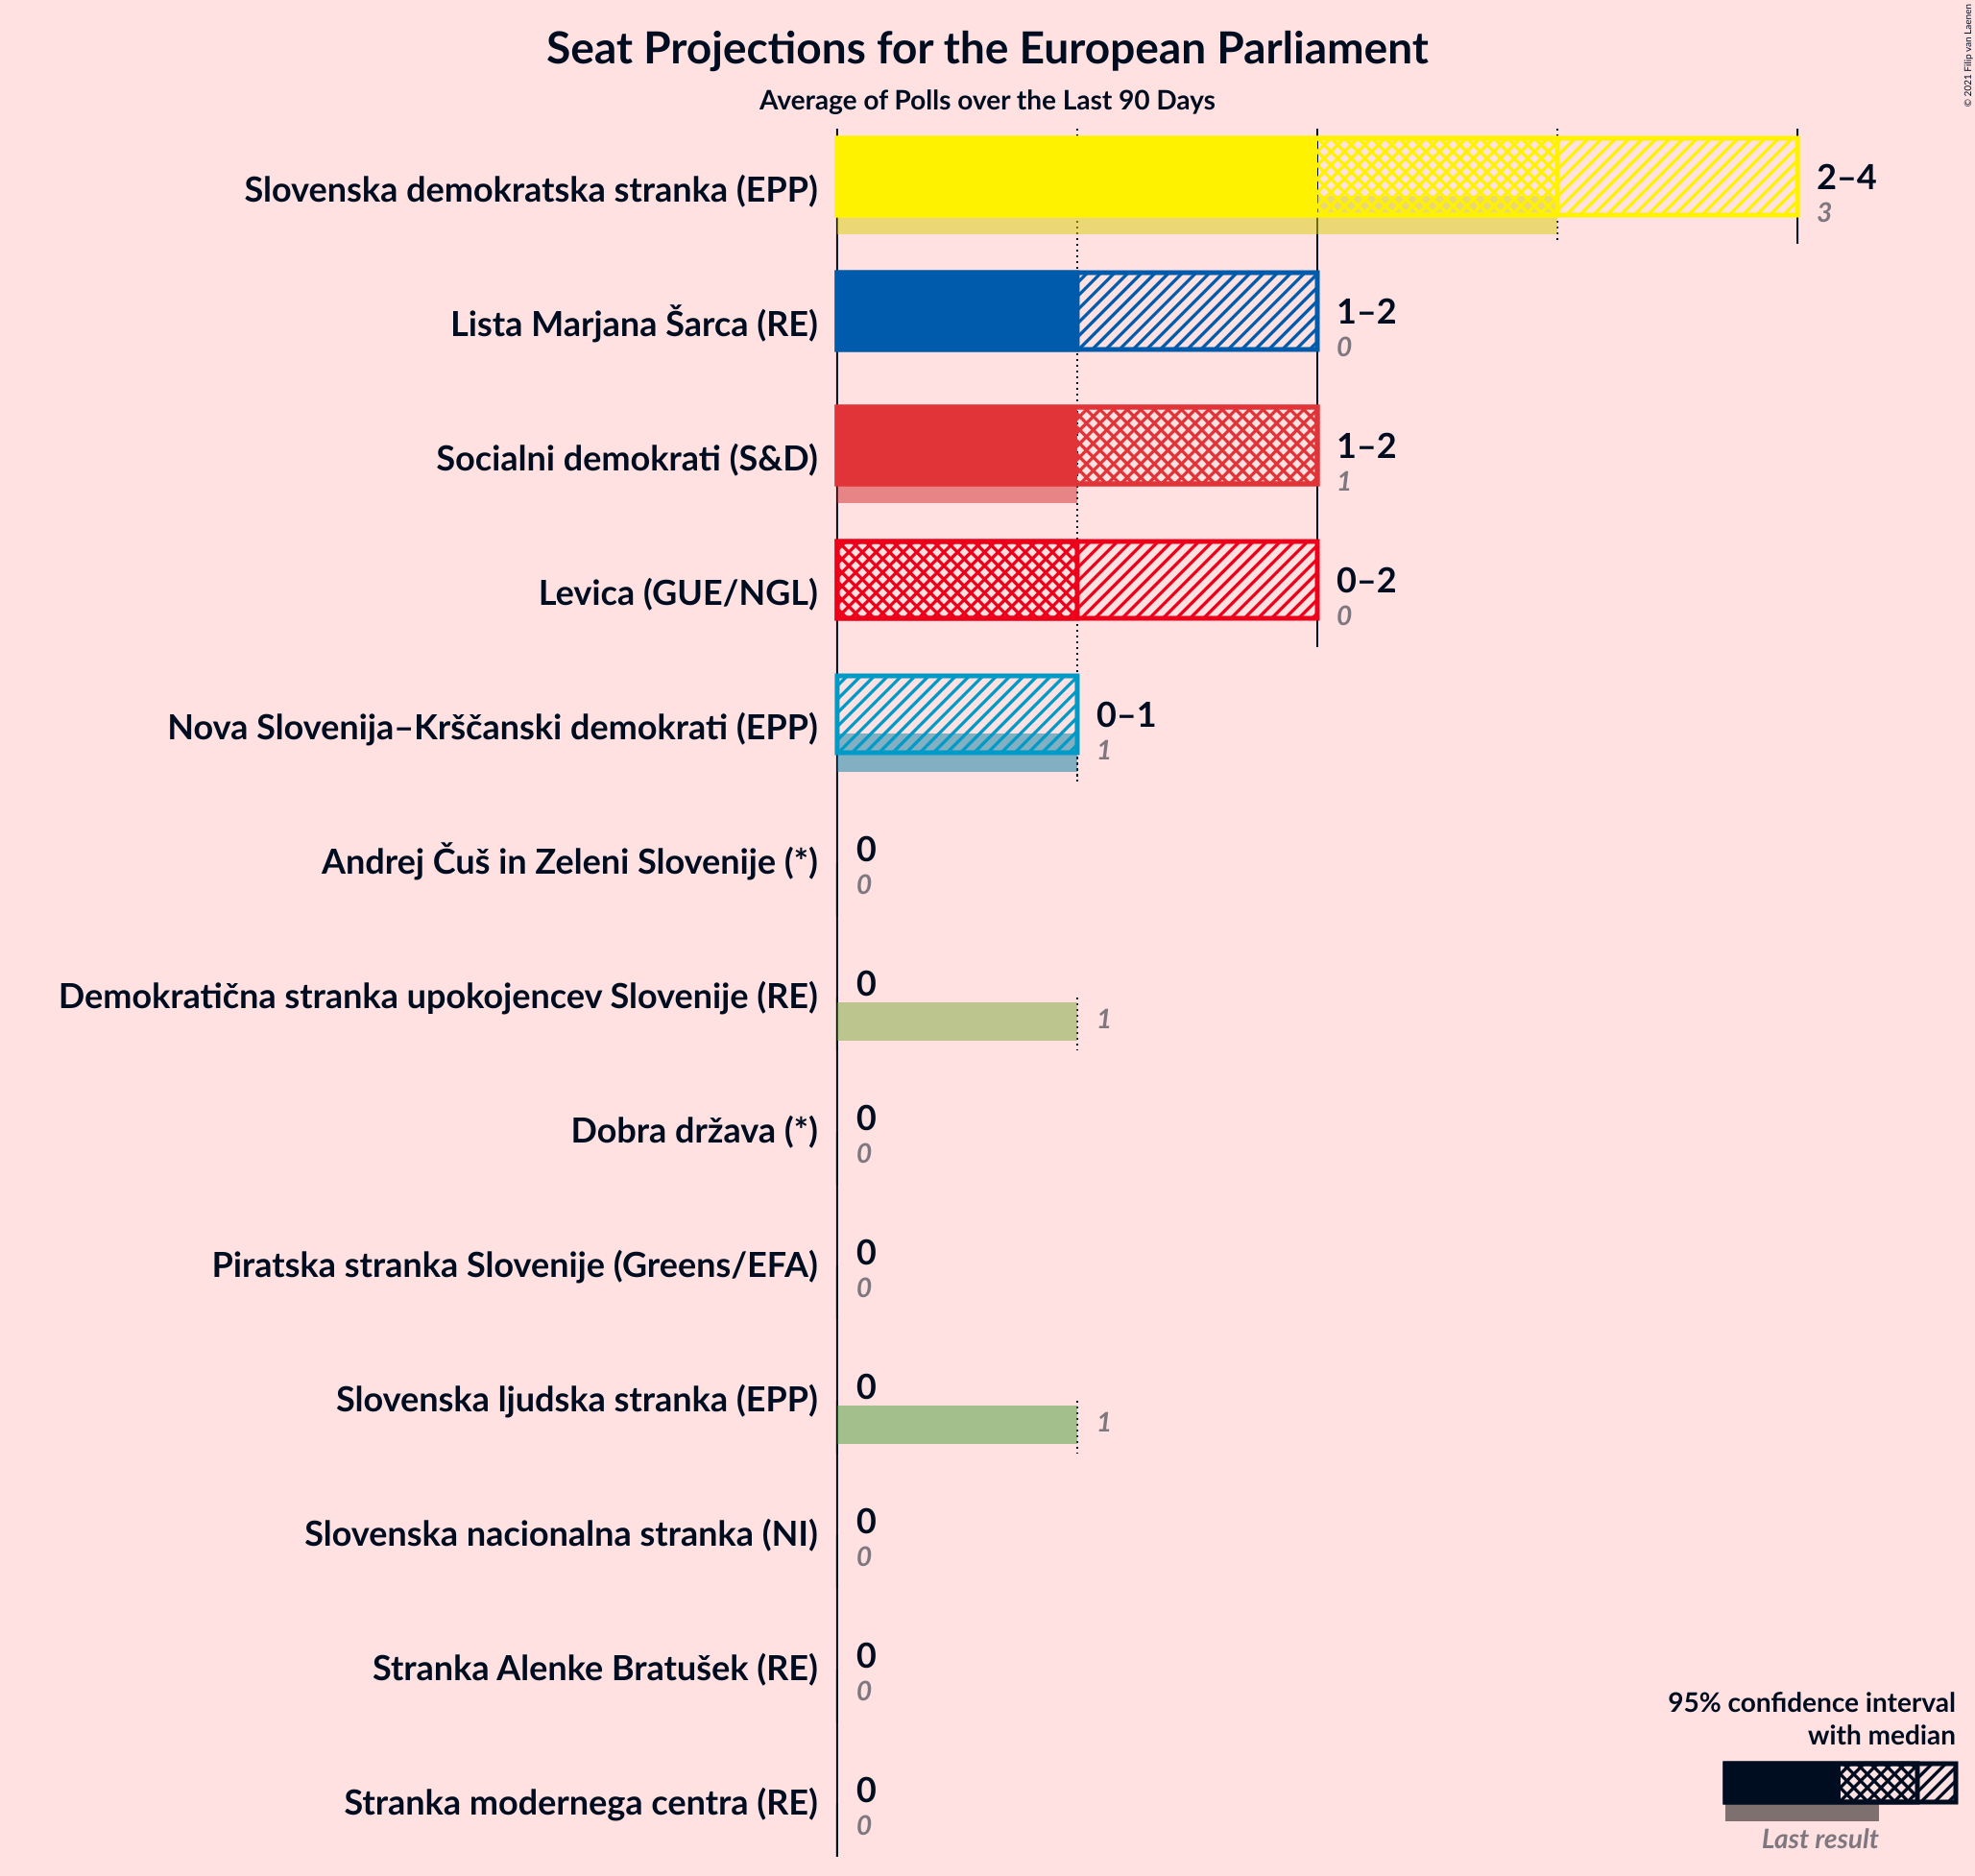 Seat Projections for the European Parliament
Average of Polls over the Last 90 Days
© 2021 Filip van Laenen
Slovenska demokratska stranka (EPP)
2–4
3
Lista Marjana Šarca (RE)
1–2
0
Socialni demokrati (S&D)
1–2
1
Levica (GUE/NGL)
0–2
0
Nova Slovenija–Krščanski demokrati (EPP)
0–1
1
Andrej Čuš in Zeleni Slovenije (*)
0
0
Demokratična stranka upokojencev Slovenije (RE)
0
1
Dobra država (*)
0
0
Piratska stranka Slovenije (Greens/EFA)
0
0
Slovenska ljudska stranka (EPP)
0
1
Slovenska nacionalna stranka (NI)
0
0
Stranka Alenke Bratušek (RE)
0
0
Stranka modernega centra (RE)
0
0
95% confidence interval
with median
Last result